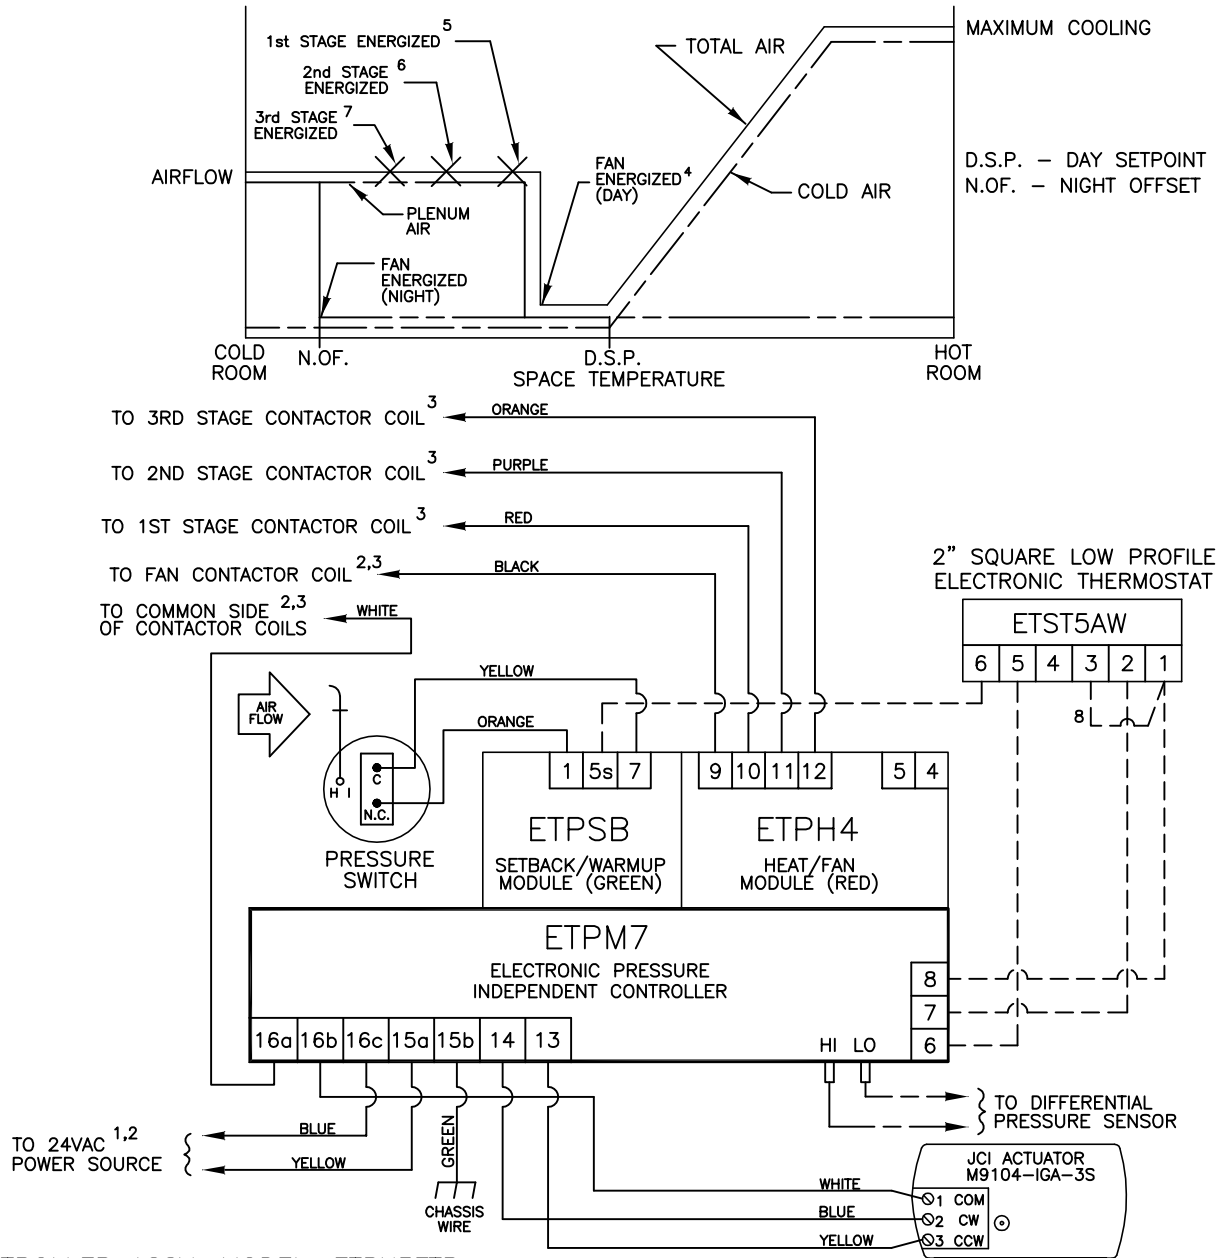 1st STAGE ENERGIZED 5
2nd STAGE 6
ENERGIZED
3rd STAGE 7
ENERGIZED
AIRFLOW
PLENUM
AIR
FAN
ENERGIZED
(NIGHT)
FAN
ENERGIZED 4
(DAY)
TOTAL AIR
COLD AIR
MAXIMUM COOLING
D.S.P. – DAY SETPOINT
N.OF. – NIGHT OFFSET
COLD
ROOM
N.OF.
D.S.P.
HOT
ROOM
SPACE TEMPERATURE
TO 3RD STAGE CONTACTOR COIL 3
ORANGE
TO 2ND STAGE CONTACTOR COIL 3
PURPLE
TO 1ST STAGE CONTACTOR COIL 3
RED
TO FAN CONTACTOR COIL 2,3
BLACK
TO COMMON SIDE 2,3
OF CONTACTOR COILS
WHITE
2" SQUARE LOW PROFILE
ELECTRONIC THERMOSTAT
ETST5AW
6 5 4 3 2 1
8
YELLOW
ORANGE
AIR
FLOW
H I
C
N.C.
PRESSURE
SWITCH
1 5s 7
9 10 11 12
5 4
ETPSB
SETBACK/WARMUP
MODULE (GREEN)
ETPH4
HEAT/FAN
MODULE (RED)
ETPM7
ELECTRONIC PRESSURE
INDEPENDENT CONTROLLER
8
7
6
16a 16b 16c 15a 15b 14 13
HI LO
TO DIFFERENTIAL
PRESSURE SENSOR
TO 24VAC 1,2
POWER SOURCE
BLUE
YELLOW
GREEN
CHASSIS
WIRE
JCI ACTUATOR
M9104-IGA-3S
WHITE
1 COM
BLUE
2 CW
YELLOW
3 CCW